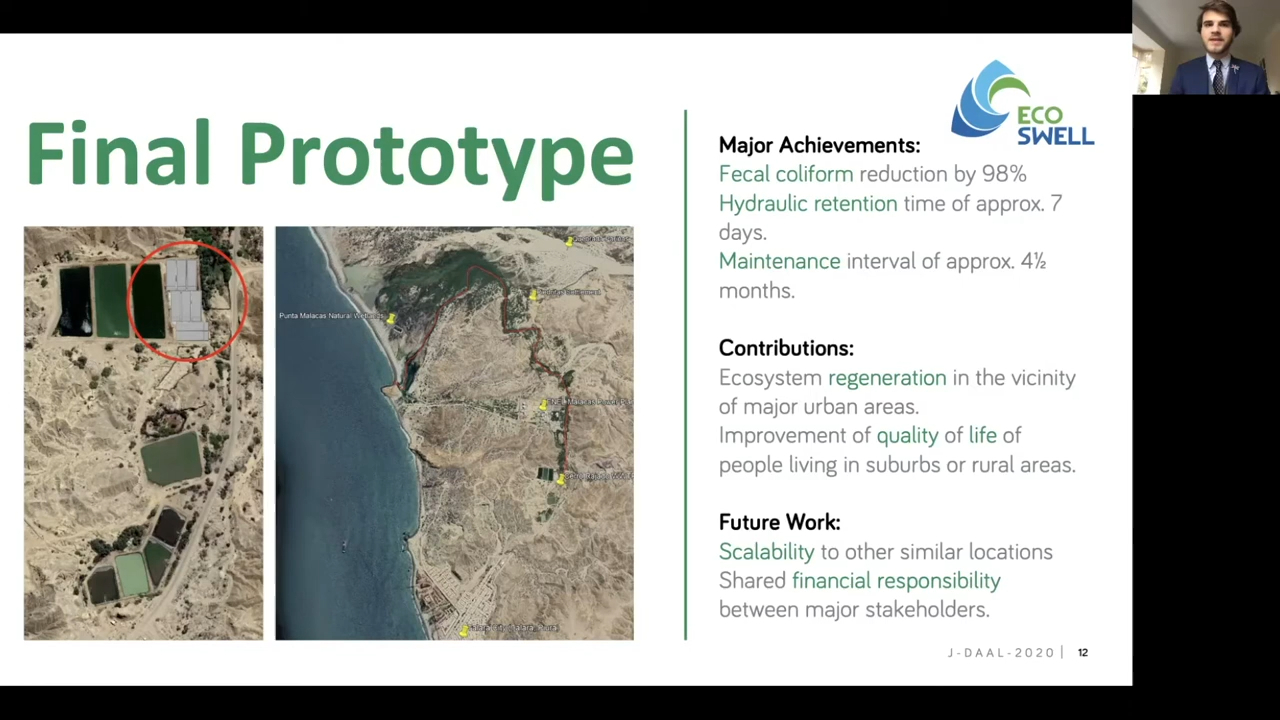 Final Prototype
ECO
SWELL
Major Achievements:
Fecal coliform reduction by 98%
Hydraulic retention time of approx. 7
days.
Maintenance interval of approx. 4½
months.
Contributions:
Ecosystem regeneration in the vicinity
of major urban areas.
Improvement of quality of life of
people living in suburbs or rural areas.
Future Work:
Scalability to other similar locations
Shared financial responsibility
between major stakeholders.
Punta Malacas Natural
Settlement
City
J-DAAL-2020 | 12